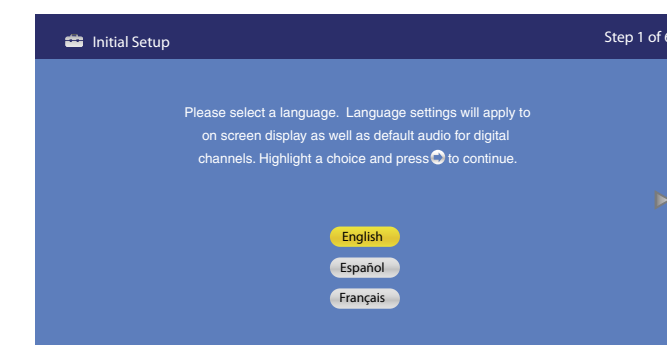 Initial Setup
Step 1 of 6
Please select a language. Language settings will apply to
on screen display as well as default audio for digital
channels. Highlight a choice and press to continue.
English
Español
Français